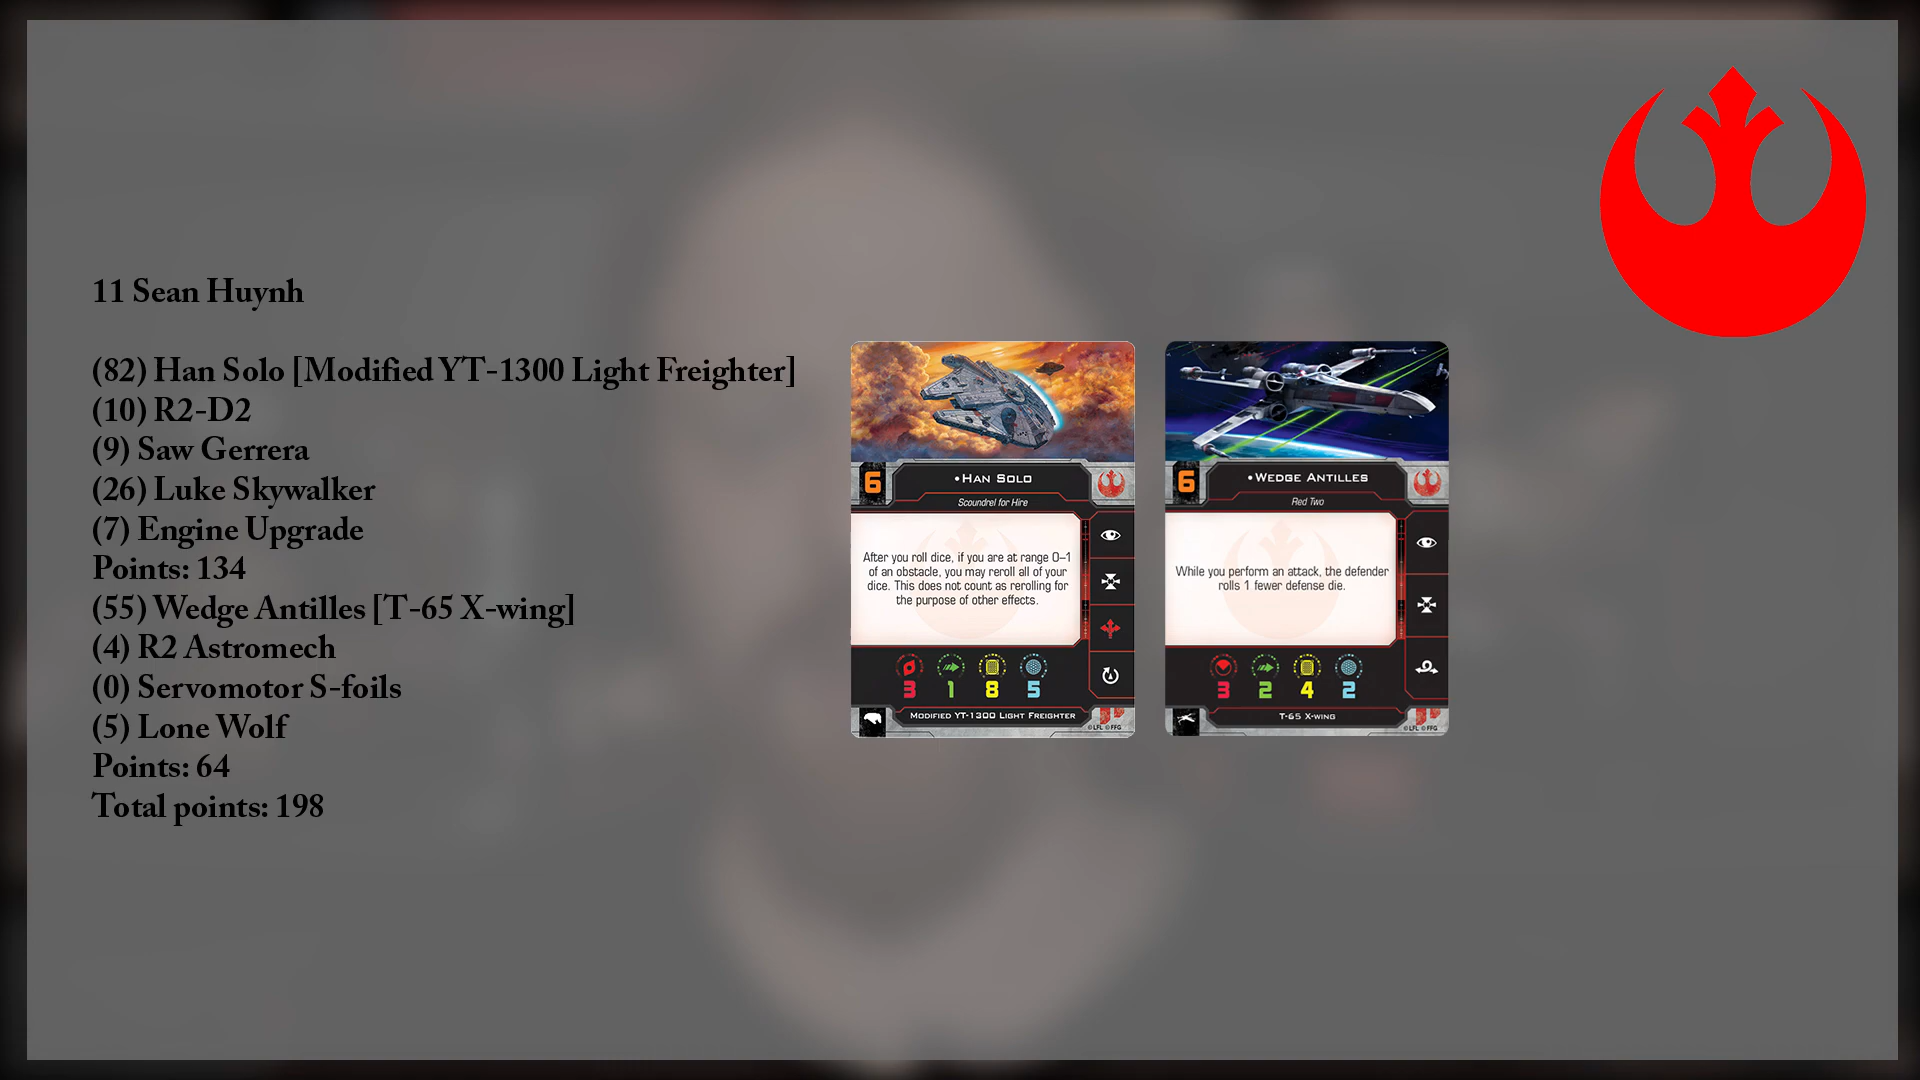 11 Sean Huynh
(82) Han Solo [Modified YT-1300 Light Freighter]
(10) R2-D2
(9) Saw Gerrera
(26) Luke Skywalker
(7) Engine Upgrade
Points: 134
(55) Wedge Antilles [T-65 X-wing]
(4) R2 Astromech
(0) Servomotor S-foils
(5) Lone Wolf
Points: 64
Total points: 198
6
•Han Solo
Scoundrel for Hire
After you roll dice, if you are at range 0–1
of an obstacle, you may reroll all of your
dice. This does not count as rerolling for
the purpose of other effects.
3 1 8 5
Modified YT-1300 Light Freighter
©LFL ©FFG
6
•Wedge Antilles
Red Two
While you perform an attack, the defender
rolls 1 fewer defense die.
3 2 4 2
T-65 X-wing
©LFL ©FFG